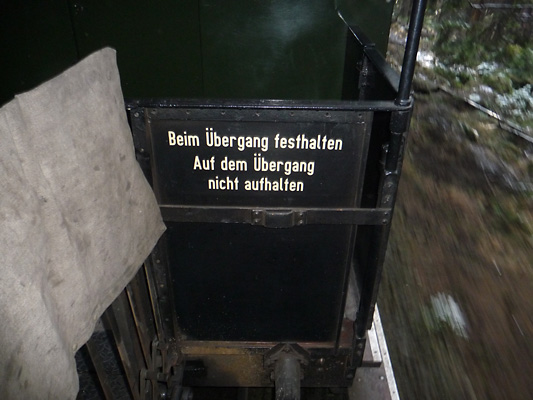 Beim Übergang festhalten
Auf dem Übergang
nicht aufhalten